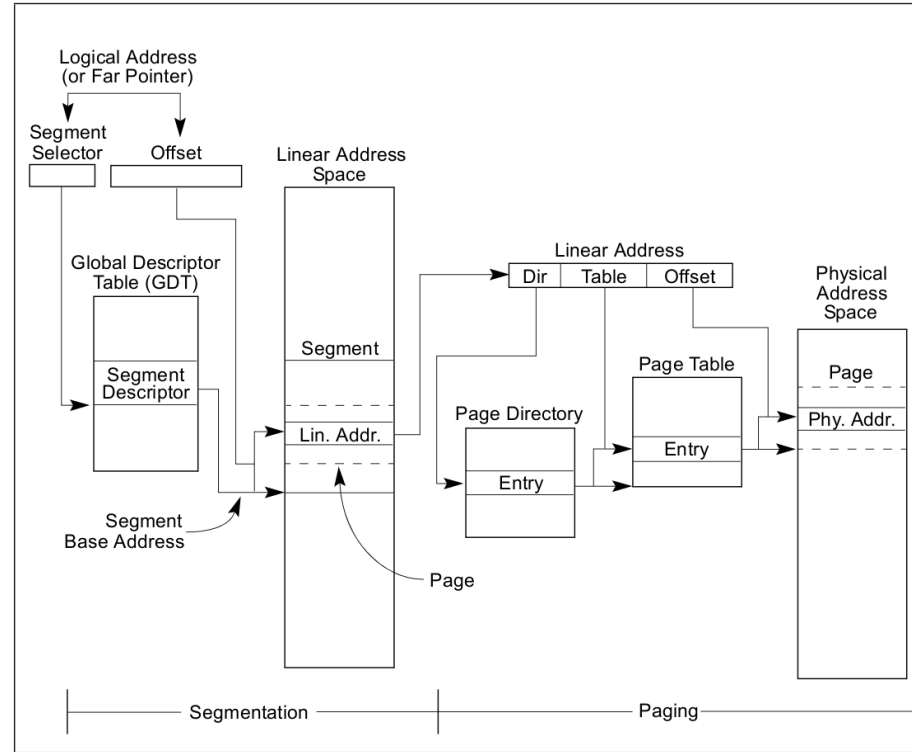 Logical Address
(or Far Pointer)
Segment
Selector
Offset
Linear Address
Space
Global Descriptor
Table (GDT)
Segment
Descriptor
Segment
Base Address
Segment
Lin. Addr.
Page
Linear Address
Dir
Table
Offset
Page Directory
Entry
Page Table
Entry
Physical
Address
Space
Page
Phy. Addr.
Segmentation
Paging